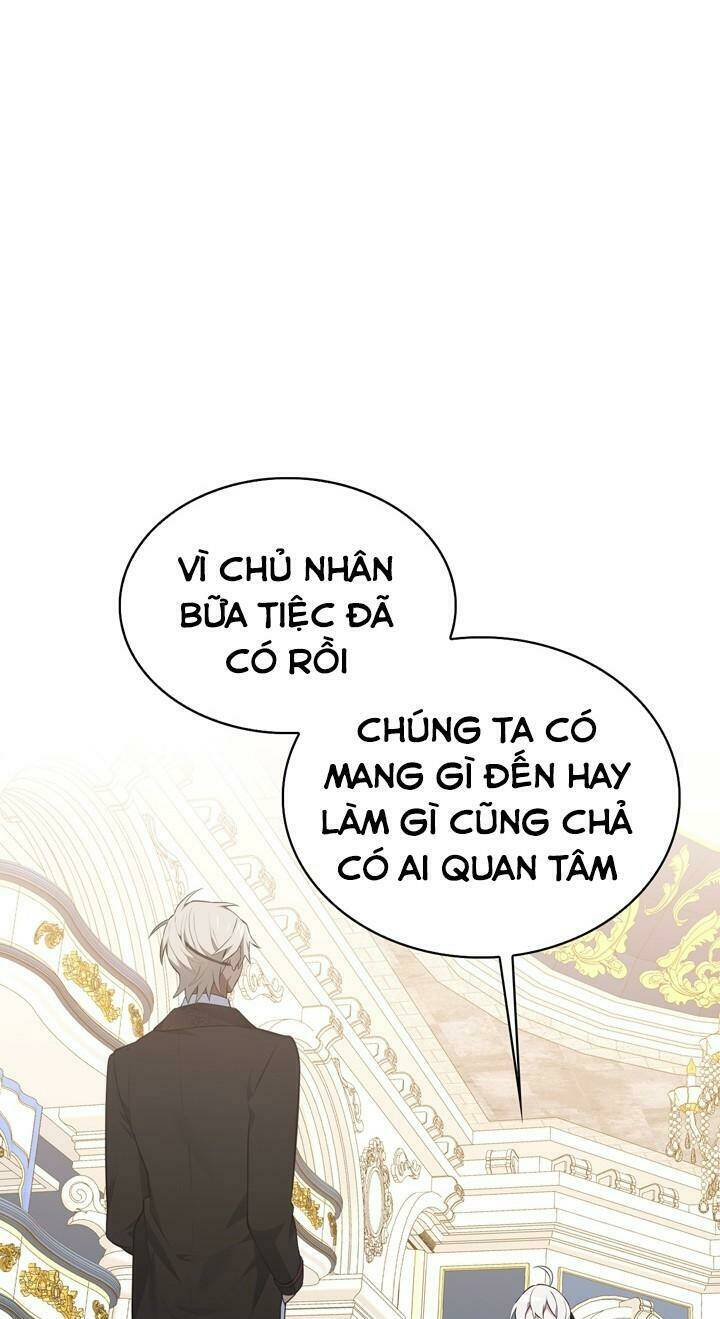 VÌ CHỦ NHÂN
BỮA TIỆC ĐÃ
CÓ RỒI
CHÚNG TA CÓ
MANG GÌ ĐẾN HAY
LÀM GÌ CŨNG CHẢ
CÓ AI QUAN TÂM